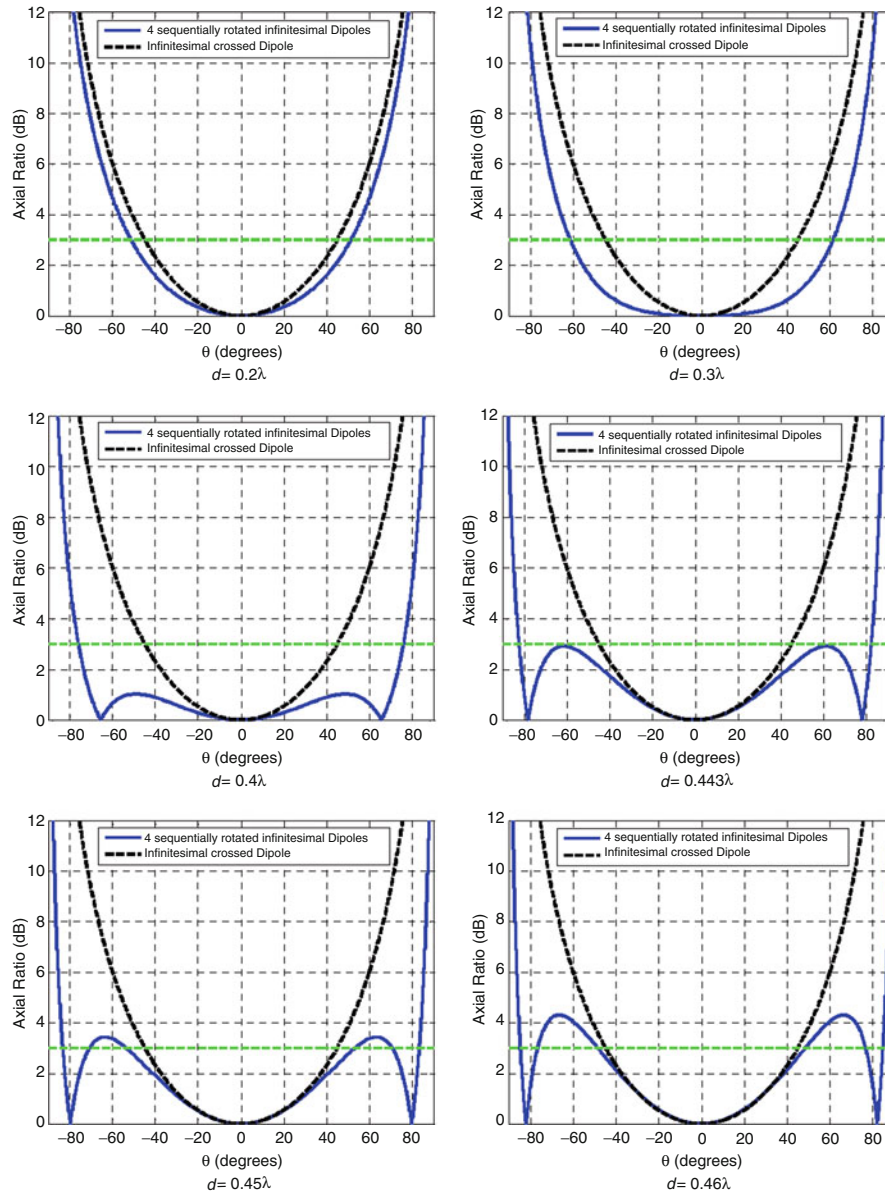 4 sequentially rotated infinitesimal Dipoles
Infinitesimal crossed Dipole
Axial Ratio (dB)
12
10
8
6
4
2
0
−80 −60 −40 −20 0 20 40 60 80
θ (degrees)
d= 0.2λ
4 sequentially rotated infinitesimal Dipoles
Infinitesimal crossed Dipole
Axial Ratio (dB)
12
10
8
6
4
2
0
−80 −60 −40 −20 0 20 40 60 80
θ (degrees)
d= 0.3λ
4 sequentially rotated infinitesimal Dipoles
Infinitesimal crossed Dipole
Axial Ratio (dB)
12
10
8
6
4
2
0
−80 −60 −40 −20 0 20 40 60 80
θ (degrees)
d= 0.4λ
4 sequentially rotated infinitesimal Dipoles
Infinitesimal crossed Dipole
Axial Ratio (dB)
12
10
8
6
4
2
0
−80 −60 −40 −20 0 20 40 60 80
θ (degrees)
d= 0.443λ
4 sequentially rotated infinitesimal Dipoles
Infinitesimal crossed Dipole
Axial Ratio (dB)
12
10
8
6
4
2
0
−80 −60 −40 −20 0 20 40 60 80
θ (degrees)
d= 0.45λ
4 sequentially rotated infinitesimal Dipoles
Infinitesimal crossed Dipole
Axial Ratio (dB)
12
10
8
6
4
2
0
−80 −60 −40 −20 0 20 40 60 80
θ (degrees)
d= 0.46λ